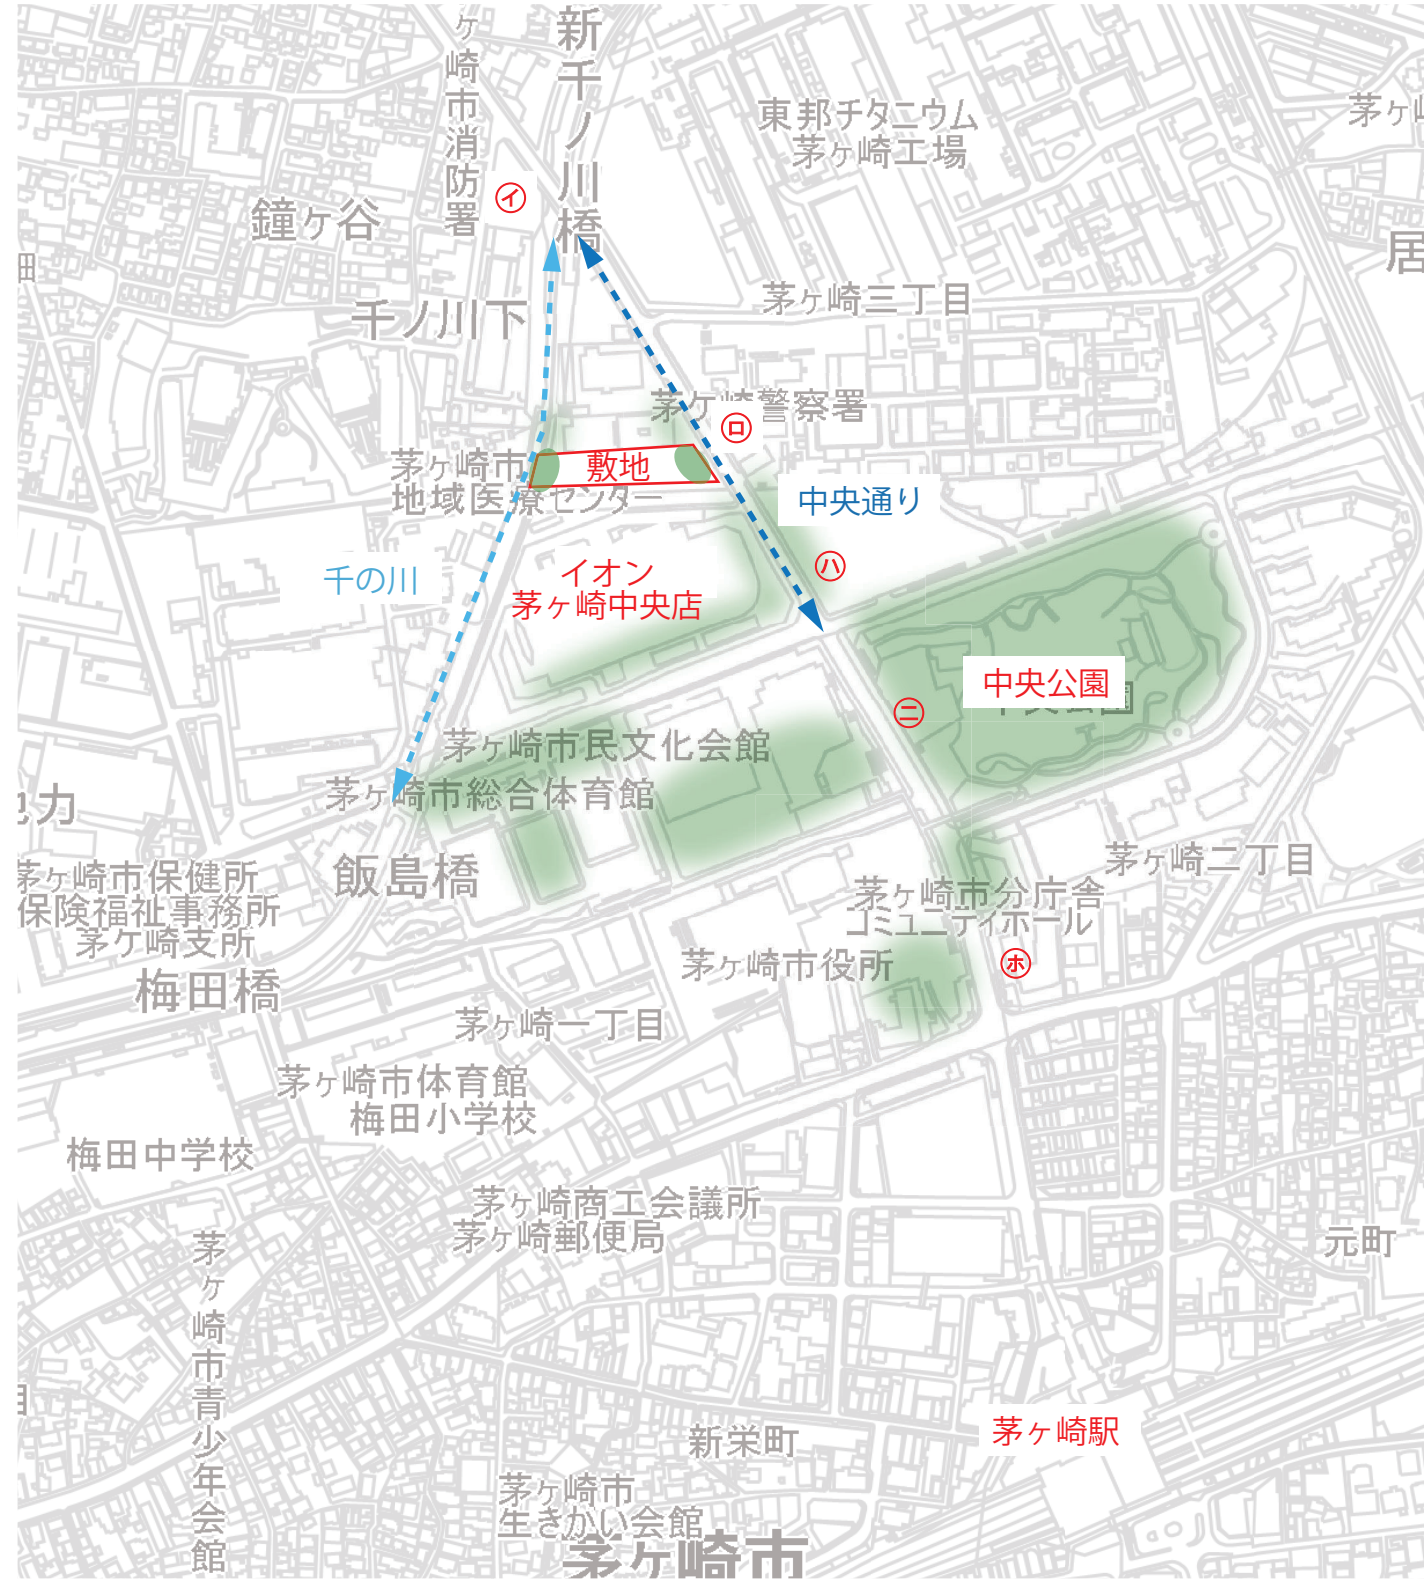 ヶ崎市消防署
新千ノ川橋
東邦チタニウム
茅ヶ崎工場
㋑
鐘ヶ谷
居
田
千ノ川下
茅ヶ崎三丁目
茅ケ崎警察署
㋺
茅ヶ崎市
地域医療センター
敷地
中央通り
千の川
イオン
茅ヶ崎中央店
㋩
中央公園
㋥
茅ヶ崎市民文化会館
茅ヶ崎市総合体育館
力
飯島橋
茅ヶ崎二丁目
茅ヶ崎市保健所
保険福祉事務所
茅ケ崎支所
茅ヶ崎市分庁舎
コミュニティホール
茅ヶ崎市役所
㋭
梅田橋
茅ヶ崎一丁目
茅ヶ崎市体育館
梅田小学校
梅田中学校
茅ヶ崎商工会議所
茅ヶ崎郵便局
元町
茅ヶ崎市青少年会館
茅ヶ崎駅
新栄町
茅ヶ崎市
生きがい会館
茅ヶ崎市